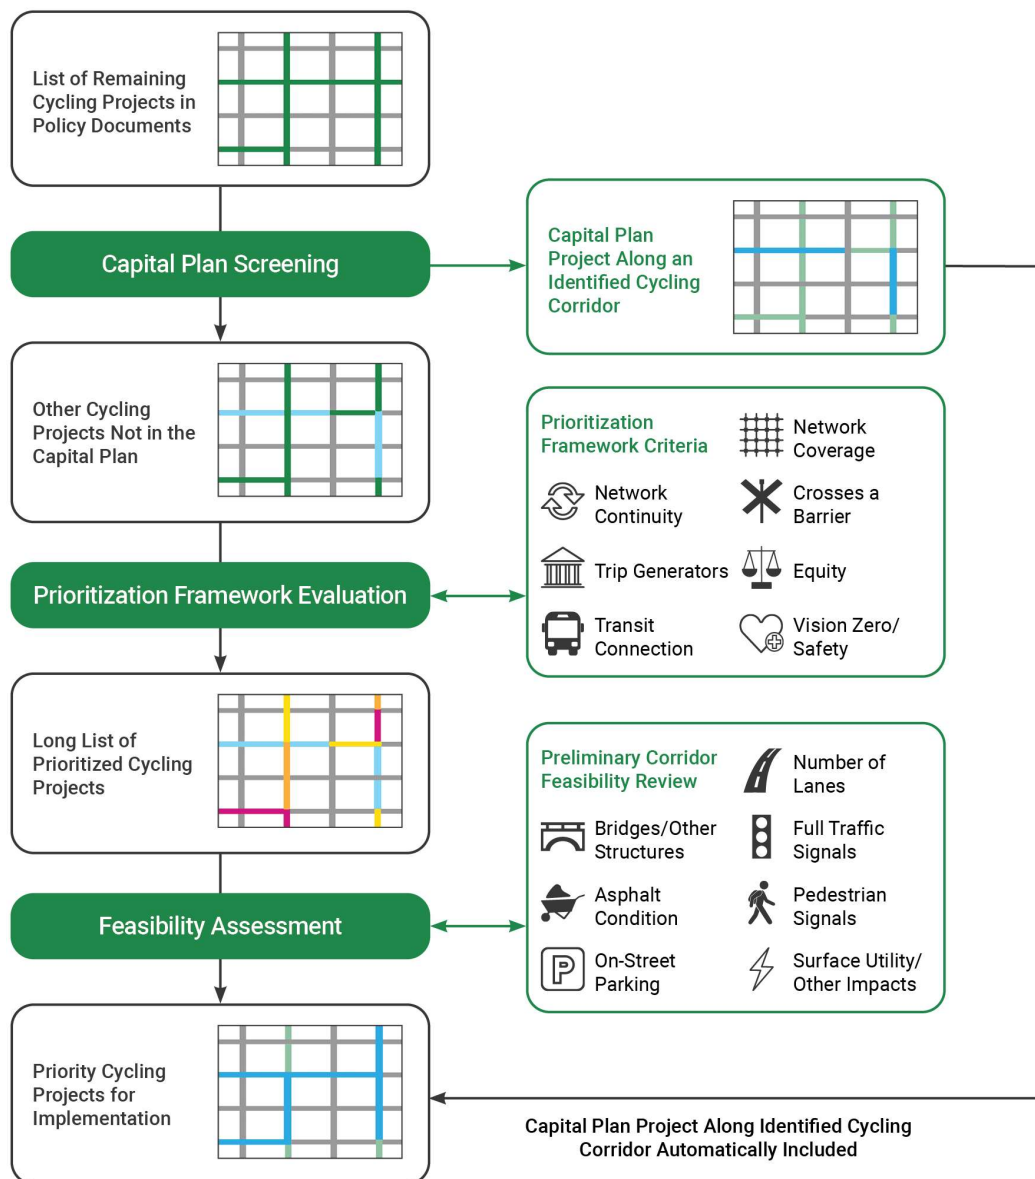 List of Remaining
Cycling Projects in
Policy Documents
Capital Plan Screening
Capital Plan
Project Along an
Identified Cycling
Corridor
Other Cycling
Projects Not in the
Capital Plan
Prioritization
Framework Criteria
Network
Coverage
Network
Continuity
Crosses a
Barrier
Trip Generators
Equity
Transit
Connection
Vision Zero/
Safety
Prioritization Framework Evaluation
Long List of
Prioritized Cycling
Projects
Preliminary Corridor
Feasibility Review
Number of
Lanes
Bridges/Other
Structures
Full Traffic
Signals
Asphalt
Condition
Pedestrian
Signals
P
On-Street
Parking
Surface Utility/
Other Impacts
Feasibility Assessment
Priority Cycling
Projects for
Implementation
Capital Plan Project Along Identified Cycling
Corridor Automatically Included